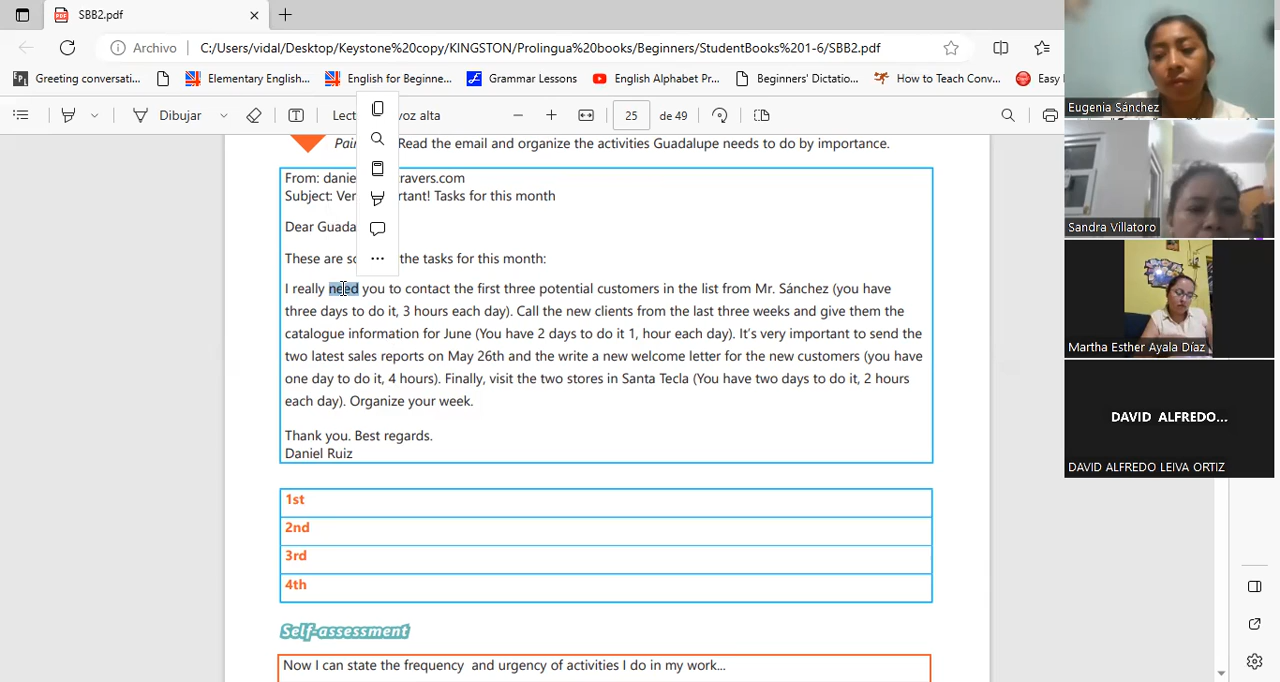 SBB2.pdf
Archivo
C:/Users/vidal/Desktop/Keystone%20copy/KINGSTON/Prolingua%20books/Beginners/StudentBooks%201-6/SBB2.pdf
Greeting conversati...
Elementary English...
English for Beginne...
Grammar Lessons
English Alphabet Pr...
Beginners' Dictatio...
How to Teach Conv...
Easy
Dibujar
Lect
voz alta
25
de 49
Read the email and organize the activities Guadalupe needs to do by importance.
From: danie
travers.com
Subject: Ver
rtant! Tasks for this month
Dear Guada
These are so
the tasks for this month:
I really need you to contact the first three potential customers in the list from Mr. Sánchez (you have
three days to do it, 3 hours each day). Call the new clients from the last three weeks and give them the
catalogue information for June (You have 2 days to do it 1, hour each day). It's very important to send the
two latest sales reports on May 26th and the write a new welcome letter for the new customers (you have
one day to do it, 4 hours). Finally, visit the two stores in Santa Tecla (You have two days to do it, 2 hours
each day). Organize your week.
Thank you. Best regards.
Daniel Ruiz
1st
2nd
3rd
4th
Self-assessment
Now I can state the frequency and urgency of activities I do in my work...
Eugenia Sánchez
Sandra Villatoro
Martha Esther Ayala Díaz
DAVID ALFREDO...
DAVID ALFREDO LEIVA ORTIZ